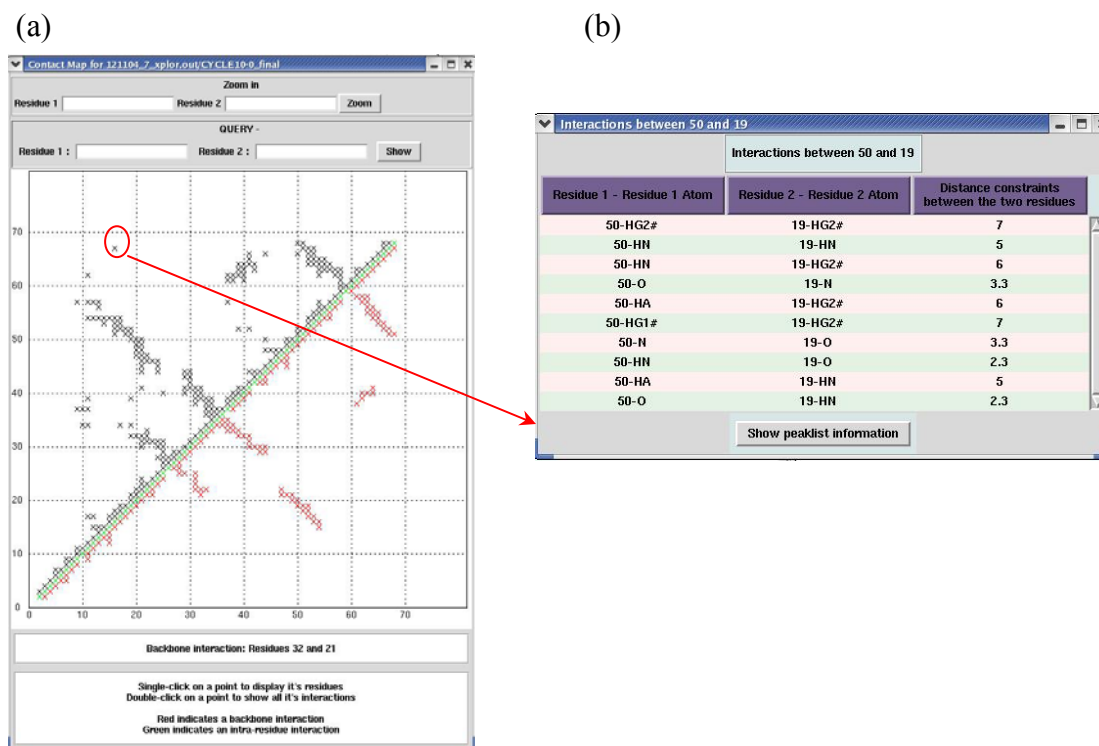 (a)
(b)
Contact Map for 121104_7_xplor.out/CYCLE10-0_final
Zoom in
Residue 1
Residue 2
Zoom
QUERY -
Residue 1 :
Residue 2 :
Show
70
60
50
40
30
20
10
0
0 10 20 30 40 50 60 70
Backbone interaction: Residues 32 and 21
Single-click on a point to display it's residues
Double-click on a point to show all it's interactions
Red indicates a backbone interaction
Green indicates an intra-residue interaction
Interactions between 50 and 19
Interactions between 50 and 19
Residue 1 - Residue 1 Atom
Residue 2 - Residue 2 Atom
Distance constraints
between the two residues
50-HG2# 19-HG2# 7
50-HN 19-HN 5
50-HN 19-HG2# 6
50-O 19-N 3.3
50-HA 19-HG2# 6
50-HG1# 19-HG2# 7
50-N 19-O 3.3
50-HN 19-O 2.3
50-HA 19-HN 5
50-O 19-HN 2.3
Show peaklist information